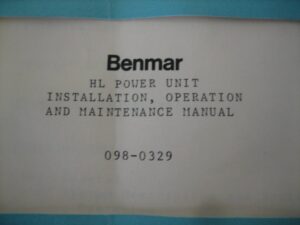 Benmar
HL POWER UNIT
INSTALLATION, OPERATION
AND MAINTENANCE MANUAL
098-0329